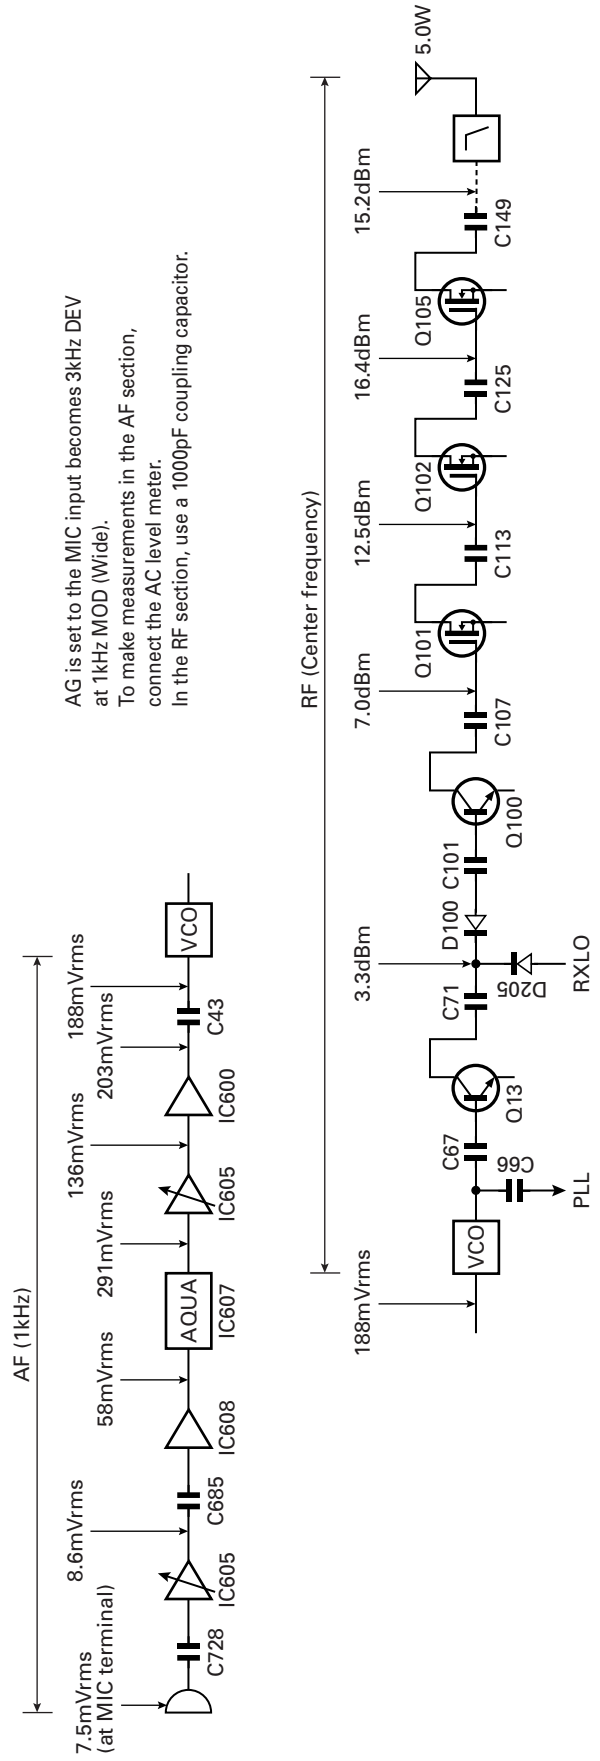 AF (1kHz)
7.5mVrms
(at MIC terminal)
8.6mVrms
58mVrms
291mVrms
136mVrms
203mVrms
188mVrms
C728
IC605
C685
IC608
AQUA
IC607
IC605
IC600
C43
VCO
AG is set to the MIC input becomes 3kHz DEV
at 1kHz MOD (Wide).
To make measurements in the AF section,
connect the AC level meter.
In the RF section, use a 1000pF coupling capacitor.
RF (Center frequency)
188mVrms
3.3dBm
7.0dBm
12.5dBm
16.4dBm
15.2dBm
5.0W
VCO
C67
C66
PLL
Q13
C71
D205
RXLO
D100
C101
Q100
C107
Q101
C113
Q102
C125
Q105
C149